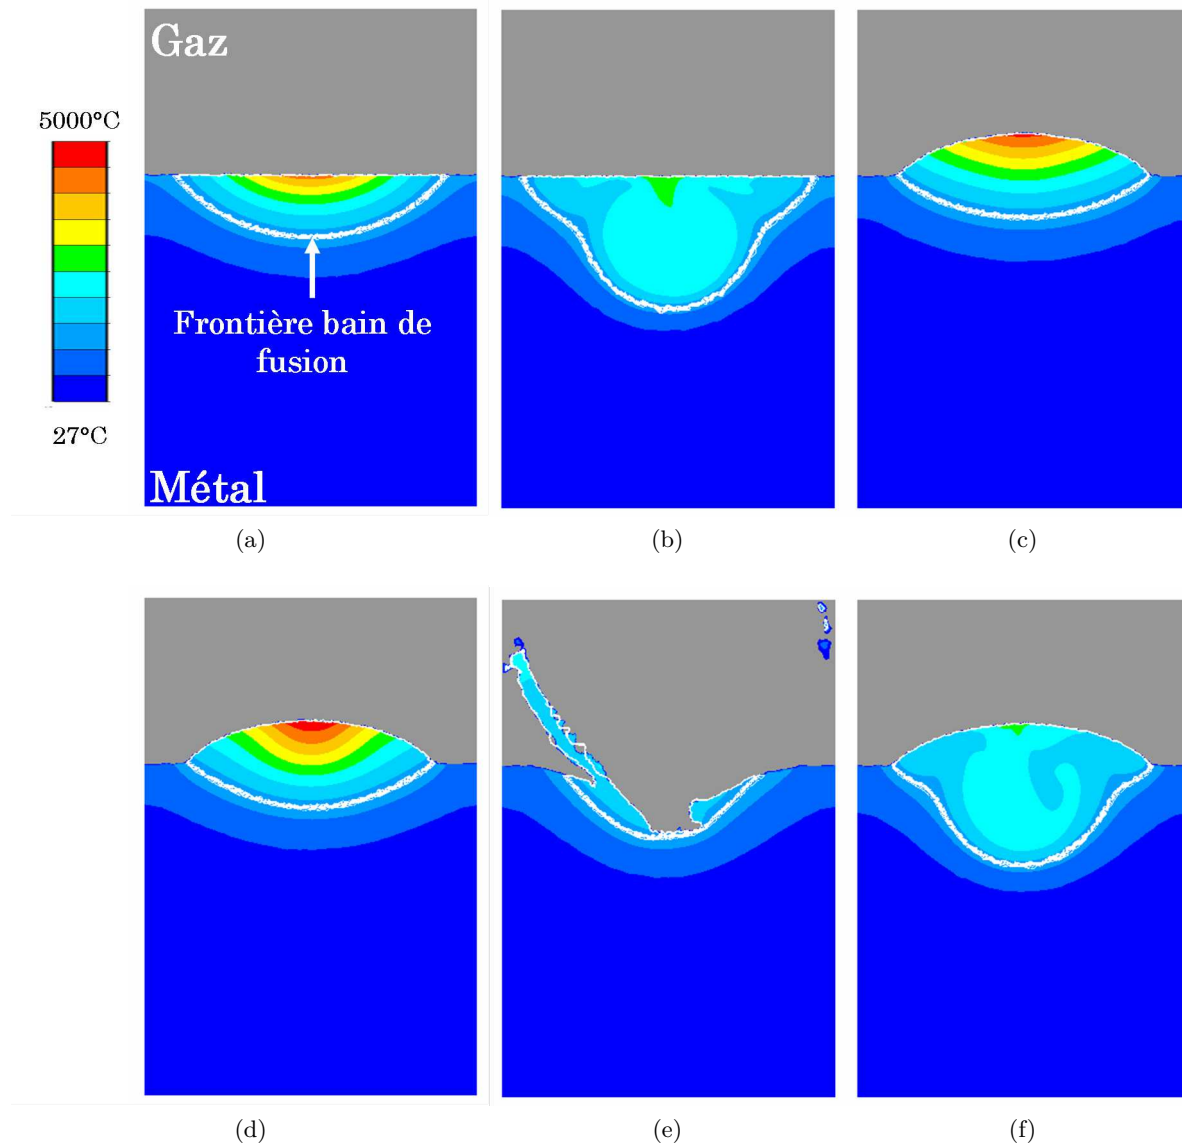 Gaz
5000°C
27°C
Frontière bain de
fusion
Métal
(a)
(b)
(c)
(d)
(e)
(f)